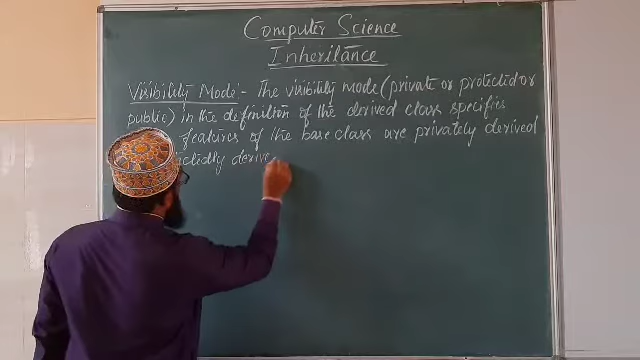 Computer Science
Inheritance
Visibility Mode:- The visibility mode (private or protected or
public) in the definition of the derived class specifies
features of the base class are privately derived
derive